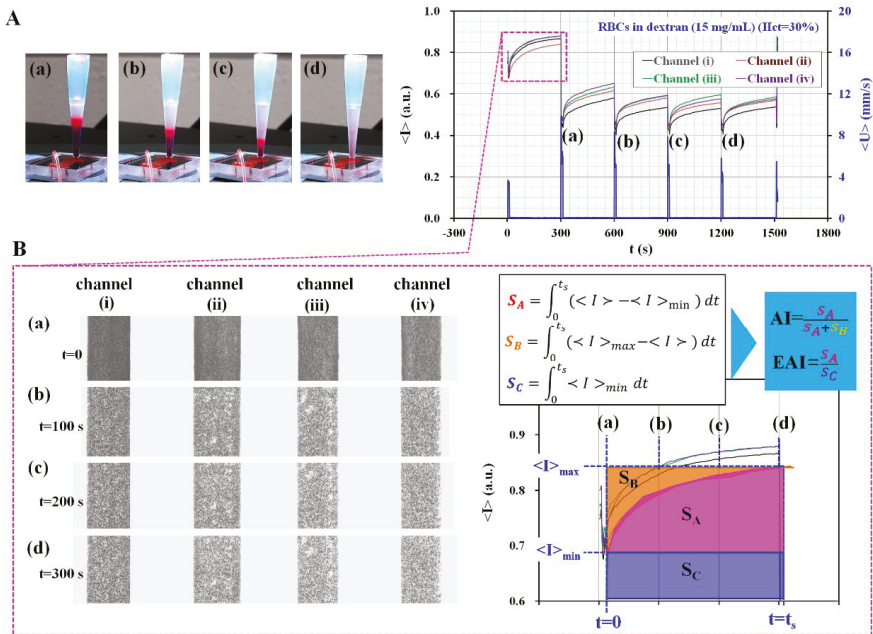 A
(a)
(b)
(c)
(d)
RBCs in dextran (15 mg/mL) (Hct=30%)
Channel (i)
Channel (ii)
Channel (iii)
Channel (iv)
<I> (a.u.)
1.0
0.8
0.6
0.4
0.2
0.0
<U> (mm/s)
20
16
12
8
4
0
(a)
(b)
(c)
(d)
-300
0
300
600
900
1200
1500
1800
t (s)
B
channel
(i)
channel
(ii)
channel
(iii)
channel
(iv)
(a)
t=0
(b)
t=100 s
(c)
t=200 s
(d)
t=300 s
S_A = ∫_0^{t_s} (< I > −< I >_min ) dt
S_B = ∫_0^{t_s} (< I >_max −< I > ) dt
S_C = ∫_0^{t_s} < I >_min dt
AI=S_A/(S_A+S_B)
EAI=S_A/S_C
(a)
(b)
(c)
(d)
<I> (a.u.)
0.9
<I>max
0.8
0.7
<I>min
0.6
S_B
S_A
S_C
t=0
t=t_s